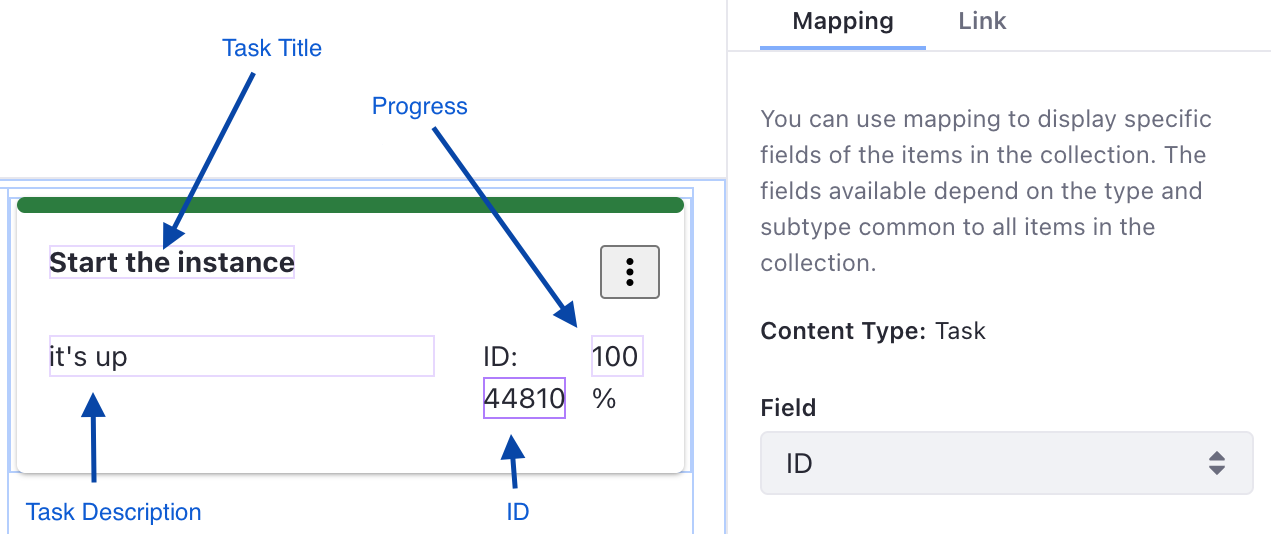 Task Title
Progress
Start the instance
it's up
ID:
100
44810
%
Task Description
ID
Mapping
Link
You can use mapping to display specific
fields of the items in the collection. The
fields available depend on the type and
subtype common to all items in the
collection.
Content Type: Task
Field
ID